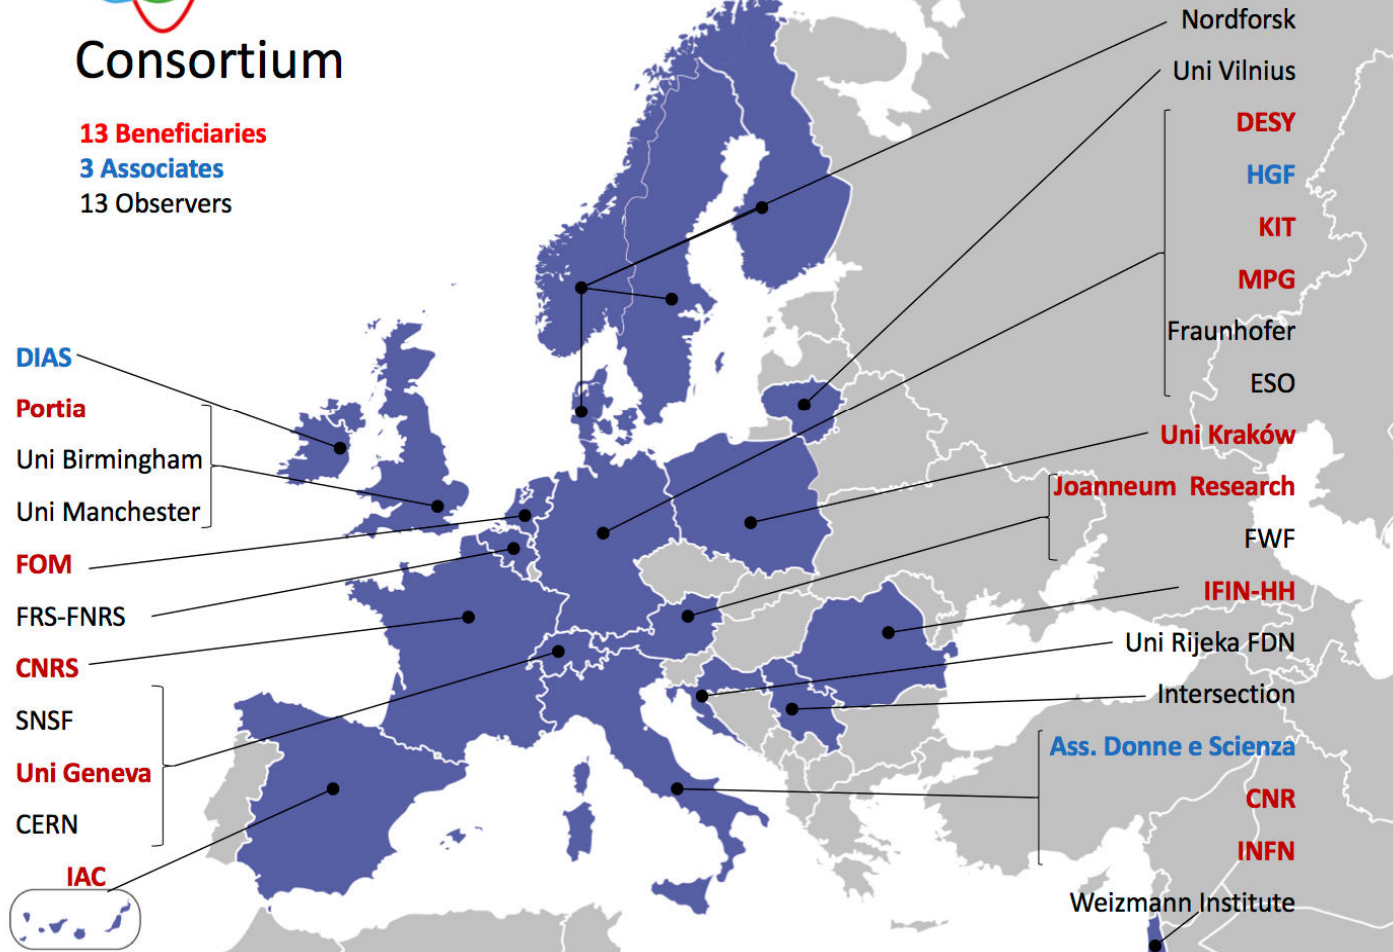 Consortium
13 Beneficiaries
3 Associates
13 Observers
DIAS
Portia
Uni Birmingham
Uni Manchester
FOM
FRS-FNRS
CNRS
SNSF
Uni Geneva
CERN
IAC
Nordforsk
Uni Vilnius
DESY
HGF
KIT
MPG
Fraunhofer
ESO
Uni Kraków
Joanneum Research
FWF
IFIN-HH
Uni Rijeka FDN
Intersection
Ass. Donne e Scienza
CNR
INFN
Weizmann Institute